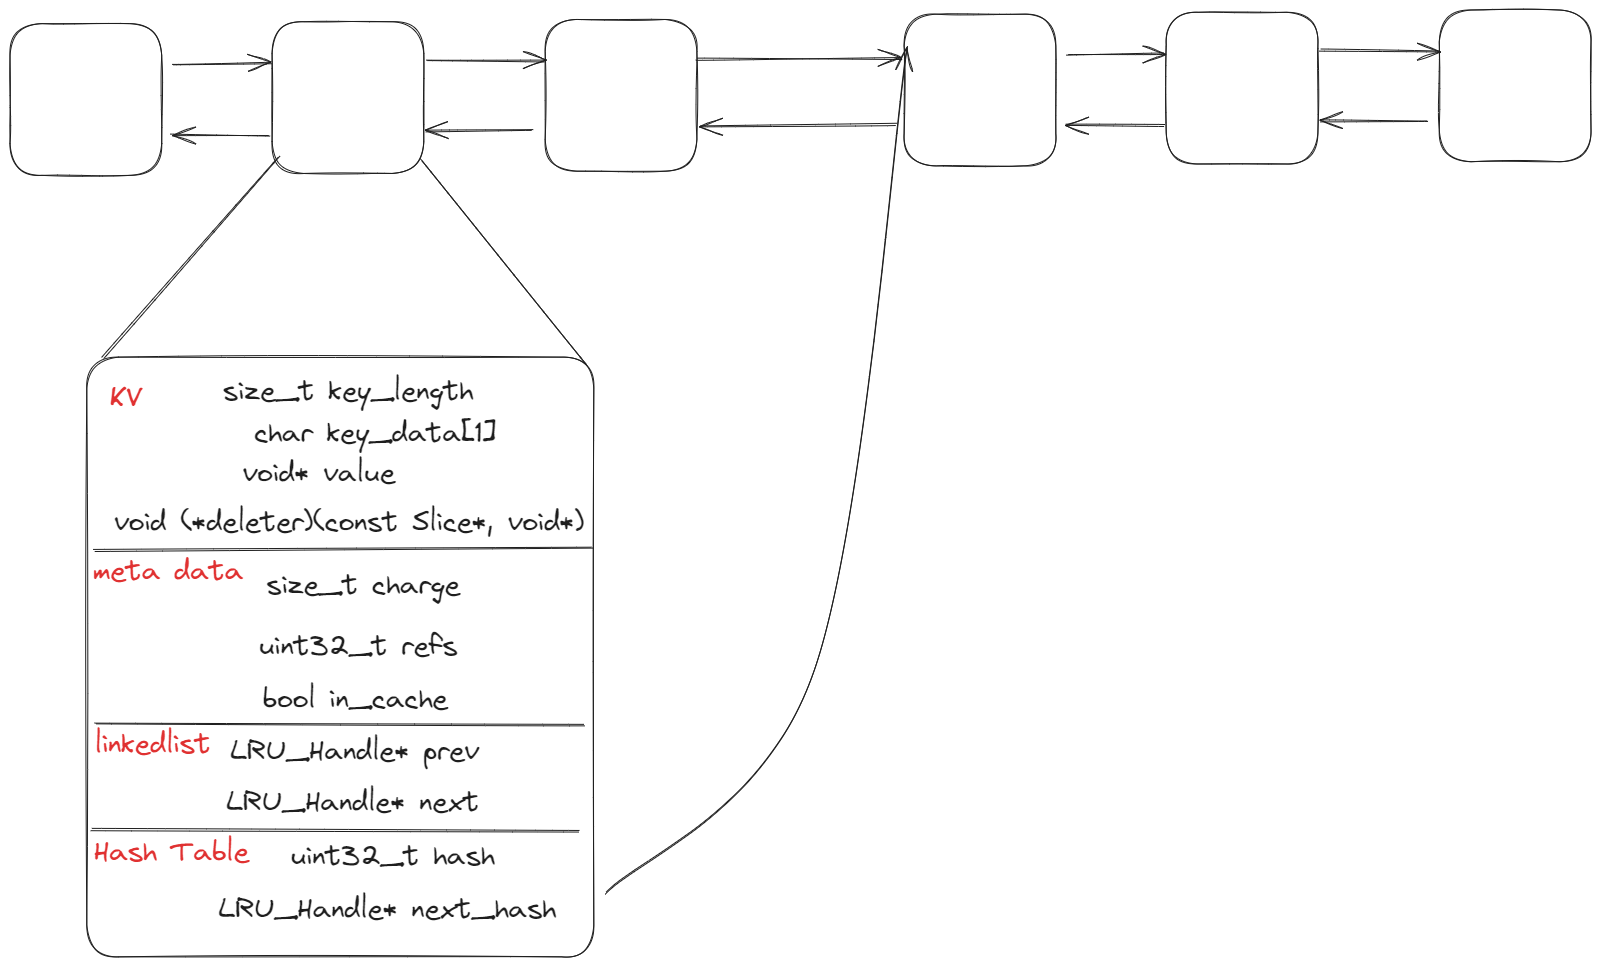 KV
size_t key_length
char key_data[1]
void* value
void (*deleter)(const Slice*, void*)
meta data
size_t charge
uint32_t refs
bool in_cache
linkedlist
LRU_Handle* prev
LRU_Handle* next
Hash Table
uint32_t hash
LRU_Handle* next_hash